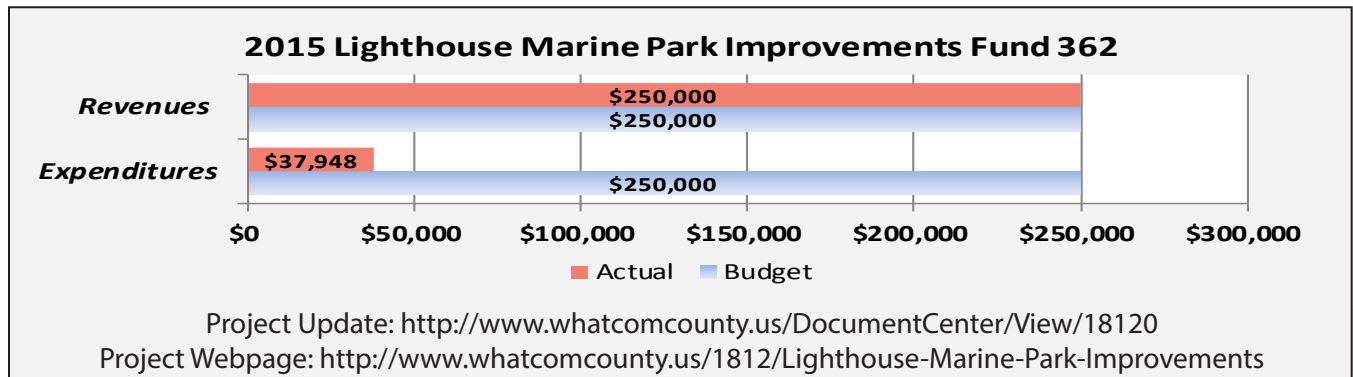 2015 Lighthouse Marine Park Improvements Fund 362
Revenues
$250,000
$250,000
Expenditures
$37,948
$250,000
$0 $50,000 $100,000 $150,000 $200,000 $250,000 $300,000
Actual Budget
Project Update: http://www.whatcomcounty.us/DocumentCenter/View/18120
Project Webpage: http://www.whatcomcounty.us/1812/Lighthouse-Marine-Park-Improvements